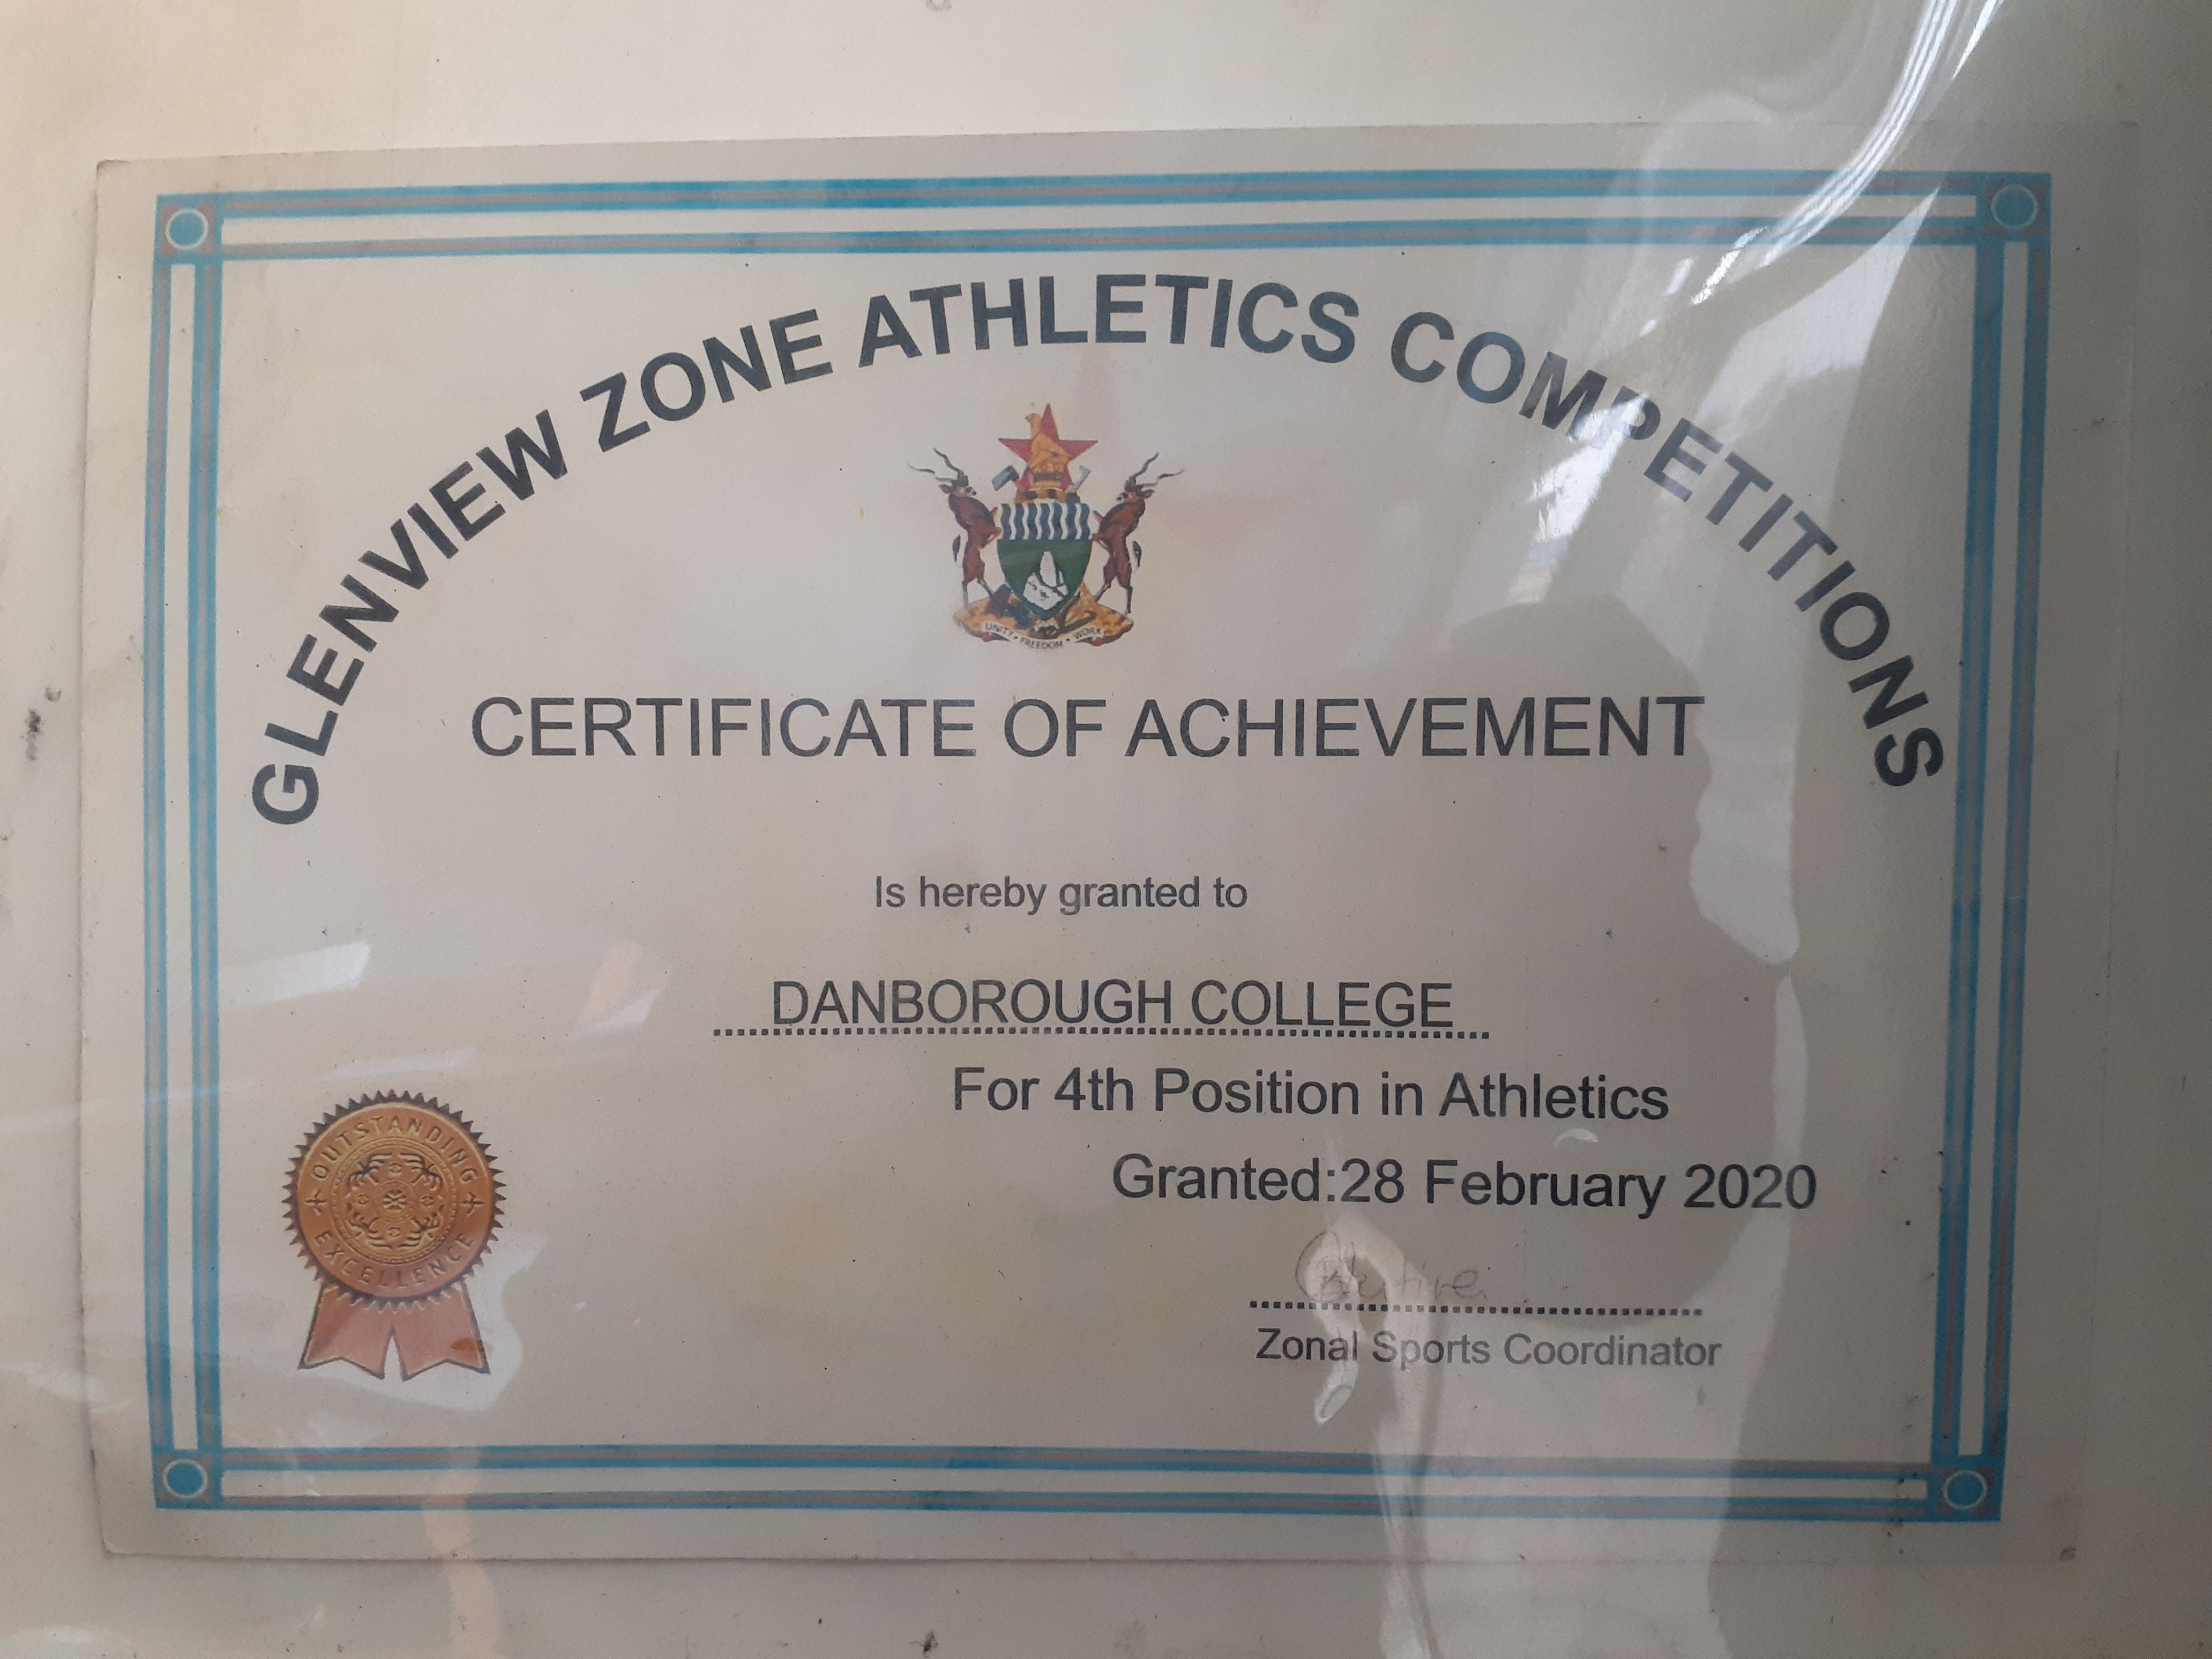 GLENVIEW ZONE ATHLETICS COMPETITIONS
UNITY • FREEDOM • WORK
CERTIFICATE OF ACHIEVEMENT
Is hereby granted to
DANBOROUGH COLLEGE
For 4th Position in Athletics
Granted:28 February 2020
OUTSTANDING
EXCELLENCE
Zonal Sports Coordinator